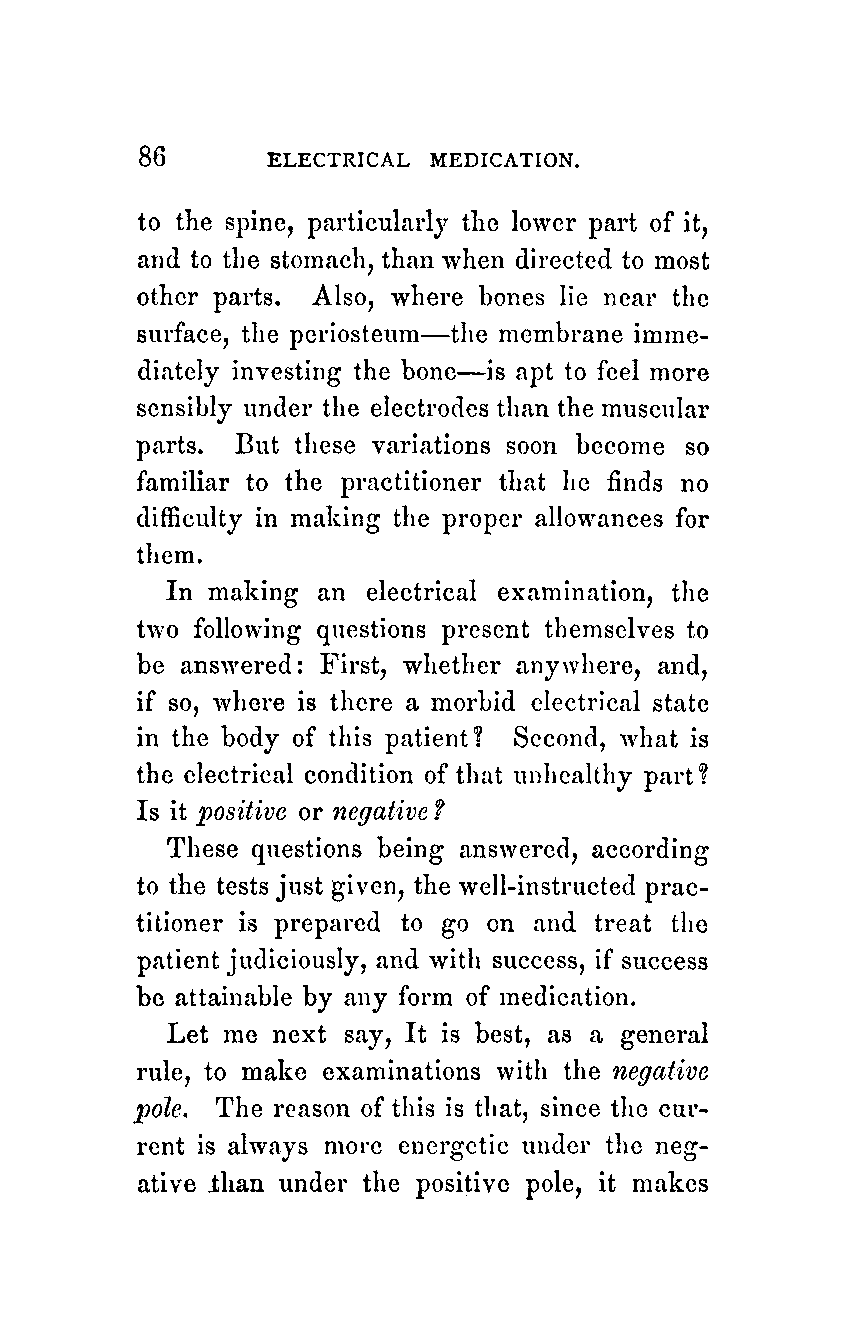 86 ELECTRICAL MEDICATION.
to the spine, particularly the lower part of it,
and to the stomach, than when directed to most
other parts. Also, where bones lie near the
surface, the periosteum—the membrane imme-
diately investing the bone—is apt to feel more
sensibly under the electrodes than the muscular
parts. But these variations soon become so
familiar to the practitioner that he finds no
difficulty in making the proper allowances for
them.
In making an electrical examination, the
two following questions present themselves to
be answered: First, whether anywhere, and,
if so, where is there a morbid electrical state
in the body of this patient? Second, what is
the electrical condition of that unhealthy part?
Is it positive or negative?
These questions being answered, according
to the tests just given, the well-instructed prac-
titioner is prepared to go on and treat the
patient judiciously, and with success, if success
be attainable by any form of medication.
Let me next say, It is best, as a general
rule, to make examinations with the negative
pole. The reason of this is that, since the cur-
rent is always more energetic under the neg-
ative than under the positive pole, it makes